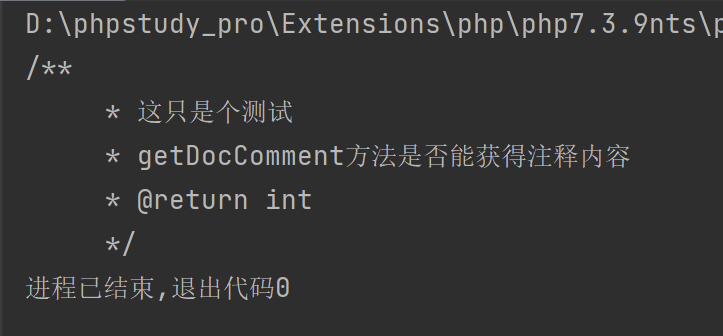 D:\phpstudy_pro\Extensions\php\php7.3.9nts\p
/**
* 这只是个测试
* getDocComment方法是否能获得注释内容
* @return int
*/
进程已结束,退出代码0